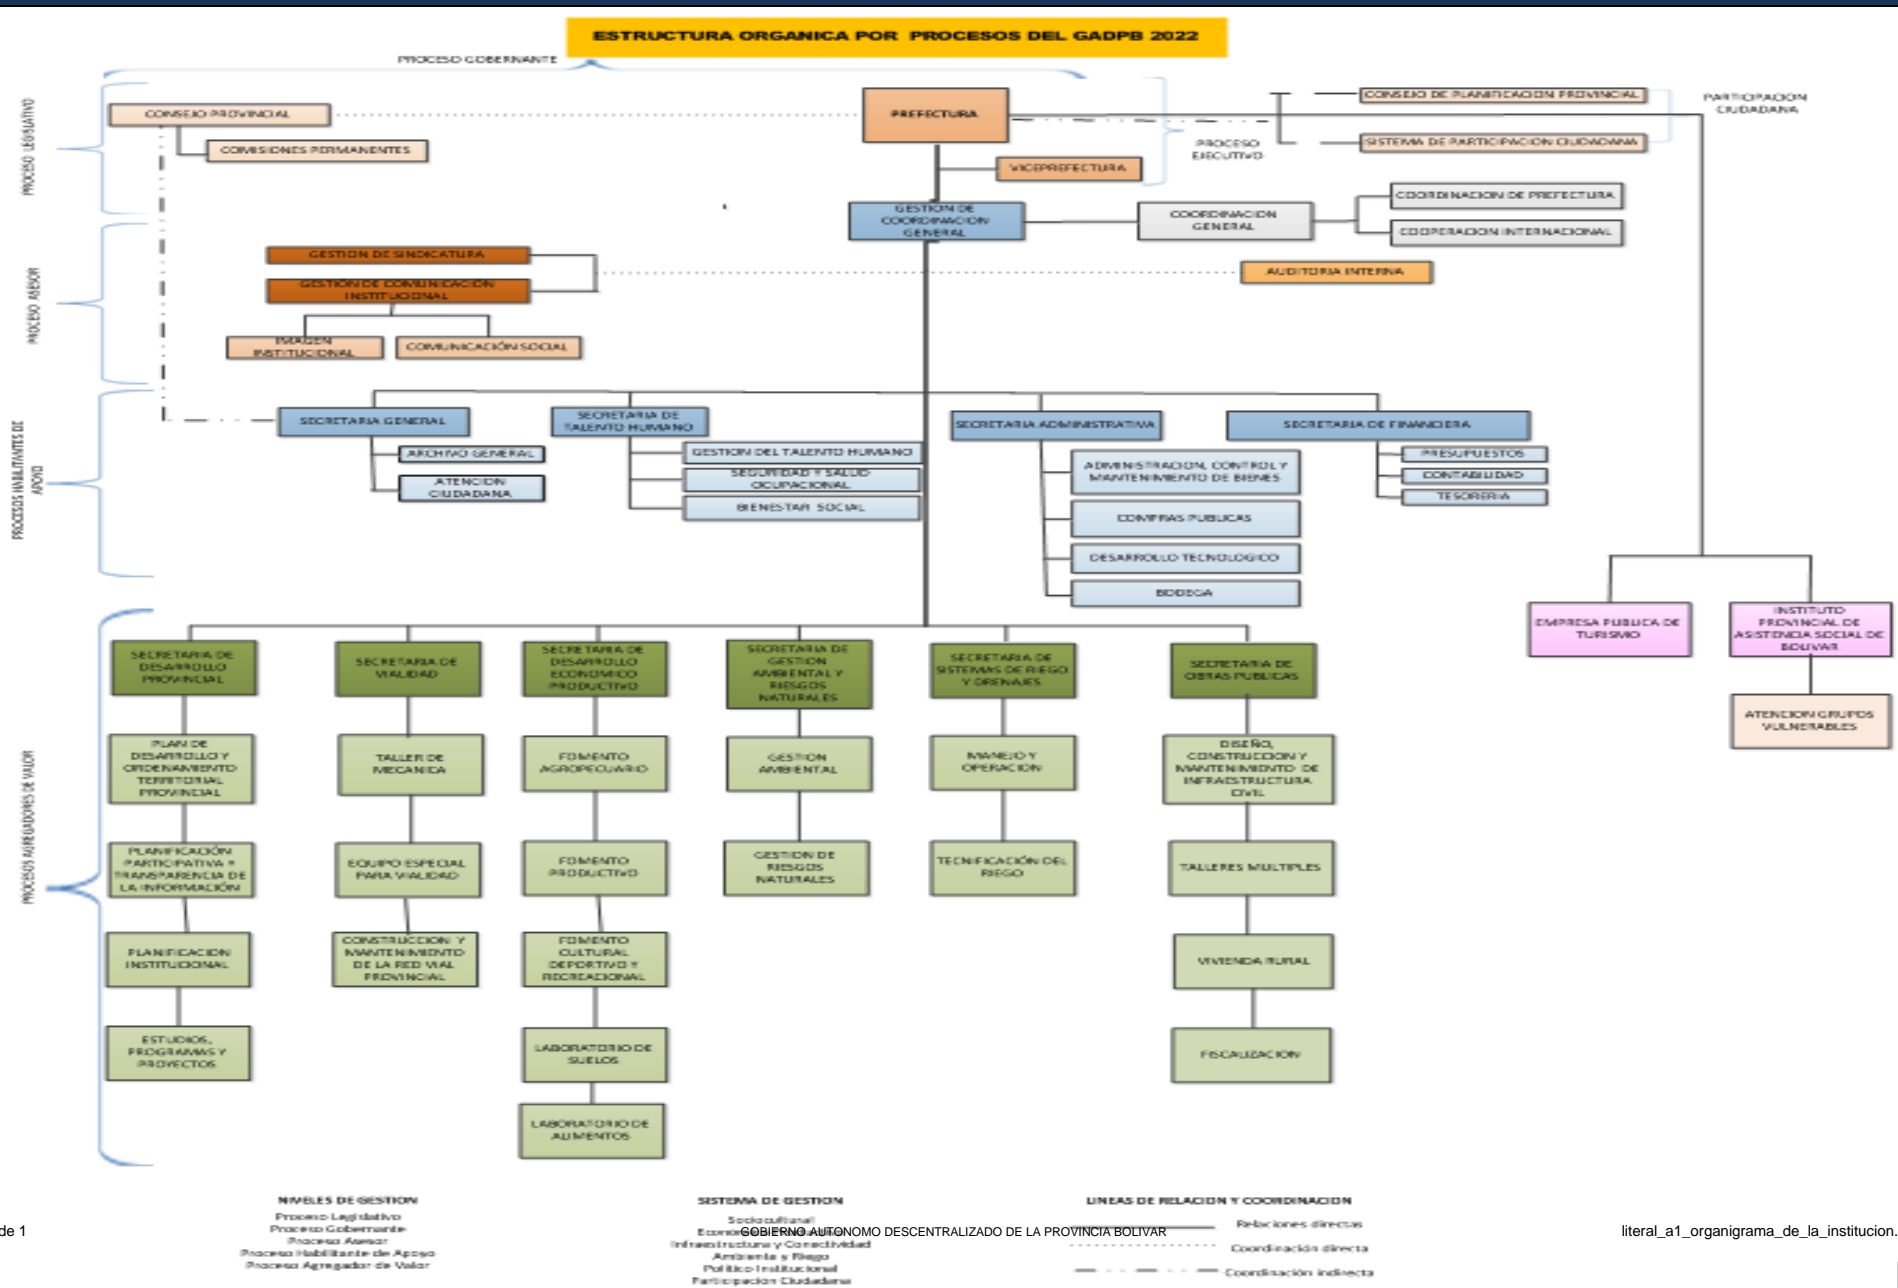 ESTRUCTURA ORGANICA POR PROCESOS DEL GADPB 2022
PROCESO GOBERNANTE
PROCESO LEGISLATIVO
CONSEJO PROVINCIAL
COMISIONES PERMANENTES
PREFECTURA
VICEPREFECTURA
PROCESO
EJECUTIVO
CONSEJO DE PLANIFICACION PROVINCIAL
SISTEMA DE PARTICIPACION CIUDADANA
PARTICIPACION
CIUDADANA
GESTION DE
COORDINACION
GENERAL
COORDINACION
GENERAL
COORDINACION DE PREFECTURA
COOPERACION INTERNACIONAL
PROCESO ASESOR
GESTION DE SINDICATURA
GESTIÓN DE COMUNICACIÓN
INSTITUCIONAL
IMAGEN
INSTITUCIONAL
COMUNICACIÓN SOCIAL
AUDITORIA INTERNA
PROCESOS HABILITANTES DE
APOYO
SECRETARIA GENERAL
ARCHIVO GENERAL
ATENCION
CIUDADANA
SECRETARIA DE
TALENTO HUMANO
GESTION DEL TALENTO HUMANO
SEGURIDAD Y SALUD
OCUPACIONAL
BIENESTAR SOCIAL
SECRETARIA ADMINISTRATIVA
ADMINISTRACION, CONTROL Y
MANTENIMIENTO DE BIENES
COMPRAS PUBLICAS
DESARROLLO TECNOLOGICO
BODEGA
SECRETARIA DE FINANCIERA
PRESUPUESTOS
CONTABILIDAD
TESORERIA
EMPRESA PUBLICA DE
TURISMO
INSTITUTO
PROVINCIAL DE
ASISTENCIA SOCIAL DE
BOLIVAR
ATENCION GRUPOS
VULNERABLES
PROCESOS AGREGADORES DE VALOR
SECRETARIA DE
DESARROLLO
PROVINCIAL
PLAN DE
DESARROLLO Y
ORDENAMIENTO
TERRITORIAL
PROVINCIAL
PLANIFICACIÓN
PARTICIPATIVA Y
TRANSPARENCIA DE
LA INFORMACIÓN
PLANIFICACION
INSTITUCIONAL
ESTUDIOS,
PROGRAMAS Y
PROYECTOS
SECRETARIA DE
VIALIDAD
TALLER DE
MECANICA
EQUIPO ESPECIAL
PARA VIALIDAD
CONSTRUCCION Y
MANTENIMIENTO
DE LA RED VIAL
PROVINCIAL
SECRETARIA DE
DESARROLLO
ECONOMICO
PRODUCTIVO
FOMENTO
AGROPECUARIO
FOMENTO
PRODUCTIVO
FOMENTO
CULTURAL
DEPORTIVO Y
RECREACIONAL
LABORATORIO DE
SUELOS
LABORATORIO DE
ALIMENTOS
SECRETARIA DE
GESTION
AMBIENTAL Y
RIESGOS
NATURALES
GESTION
AMBIENTAL
GESTION DE
RIESGOS
NATURALES
SECRETARIA DE
SISTEMAS DE RIEGO
Y DRENAJES
MANEJO Y
OPERACION
TECNIFICACIÓN DEL
RIEGO
SECRETARIA DE
OBRAS PUBLICAS
DISEÑO,
CONSTRUCCION Y
MANTENIMIENTO DE
INFRAESTRUCTURA
CIVIL
TALLERES MULTIPLES
VIVIENDA RURAL
FISCALIZACION
NIVELES DE GESTION
Proceso Legislativo
Proceso Gobernante
Proceso Asesor
Proceso Habilitante de Apoyo
Proceso Agregador de Valor
SISTEMA DE GESTION
Sociocultural
Infraestructura y Conectividad
Ambiente y Riego
Político Institucional
Participación Ciudadana
LINEAS DE RELACION Y COORDINACION
Relaciones directas
Coordinación directa
Coordinación indirecta
de 1
GOBIERNO AUTONOMO DESCENTRALIZADO DE LA PROVINCIA BOLIVAR
literal_a1_organigrama_de_la_institucion.